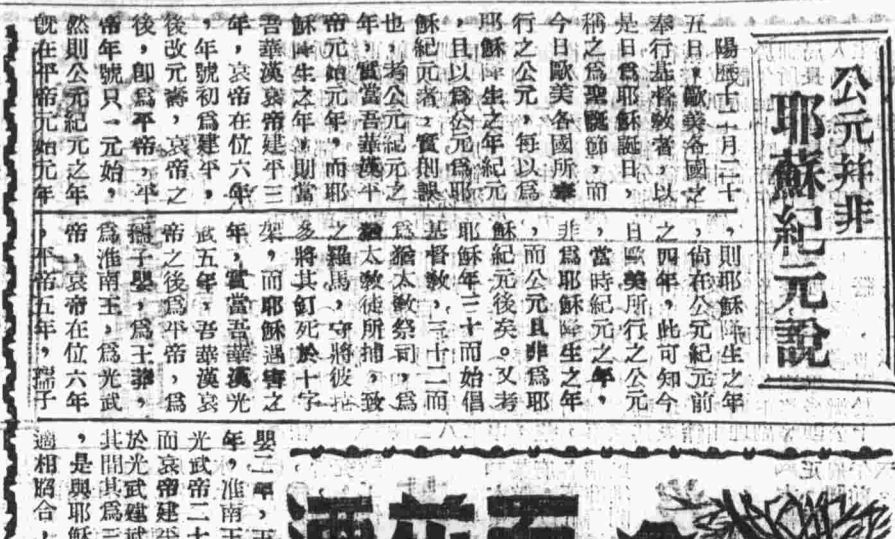 公元并非
耶蘇紀元說
陽曆十二月二十
五日，歐美各國之
奉行基督教者，以
是日爲耶穌誕日，
稱之爲聖誕節，而
今日歐美各國所
行之公元，每以爲
耶穌降生之年紀元
，且以爲公元爲耶
穌紀元者，實則誤
也，考公元紀元之
年，實當吾華漢平
帝元始元年，而耶
穌降生之年，則當
吾華漢哀帝建平三
年，哀帝在位六年
，年號初爲建平，
後改元壽，哀帝之
後，卽爲平帝，平
帝年號只一元始，
然則公元紀元之年
旣在平帝元始元年
，則耶穌降生之年
，尙在公元紀元前
之四年，此可知今
日歐美所行之公元
，當時紀元之年，
非爲耶穌降生之年
，而公元且非爲耶
穌紀元後矣。又考
耶穌年三十而始倡
基督教，三十二而
爲猶太教祭司，爲
猶太教徒所捕，致
之羅馬，守將彼
多將其釘死於十字
架，而耶穌遇害之
年，實當吾華漢光
武五年，吾華漢哀
帝之後爲平帝，爲
孺子嬰，爲王莽，
爲淮南王，爲光武
帝，哀帝在位六年
，平帝五年，孺子
嬰二年，王
年，淮南王
光武帝二十
而哀帝建平
於光武建武
其間其爲三
，是與耶穌
適相脗合，